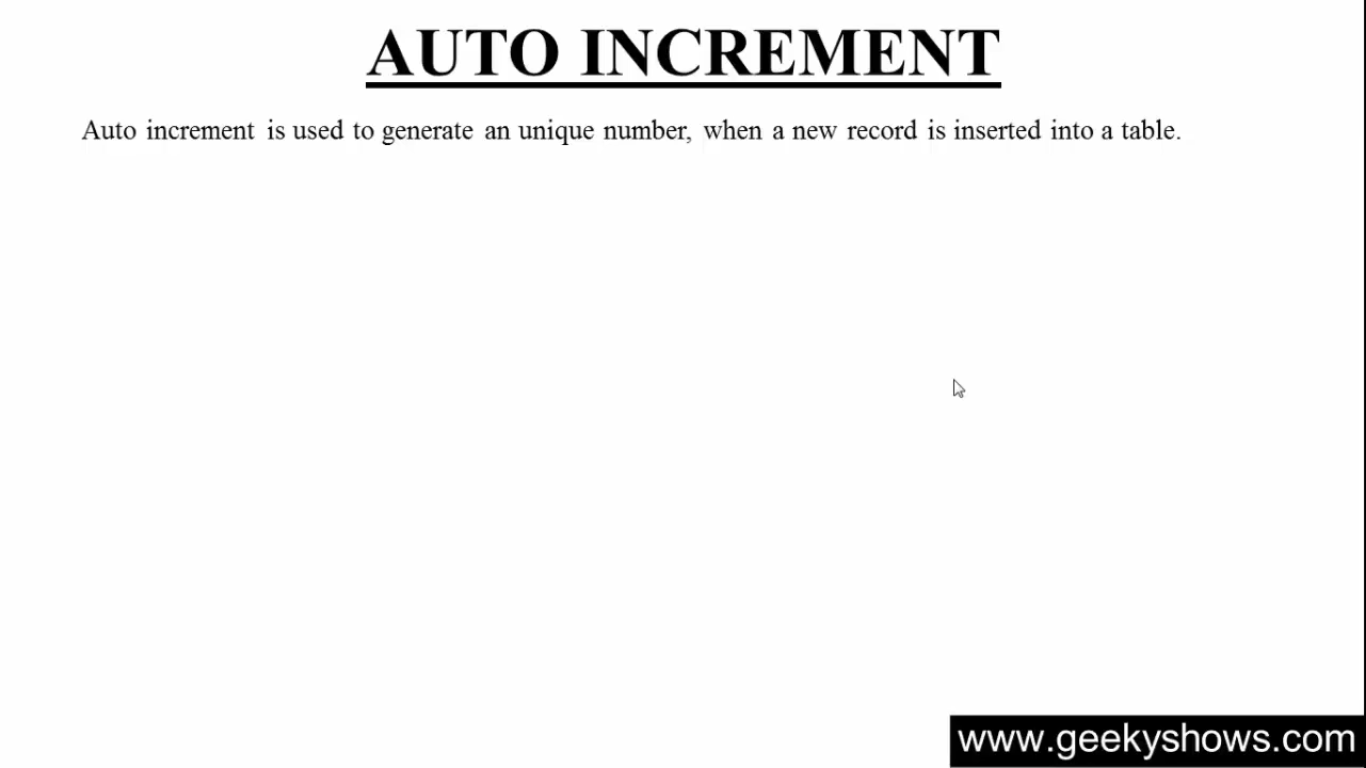 AUTO INCREMENT
Auto increment is used to generate an unique number, when a new record is inserted into a table.
www.geekyshows.com